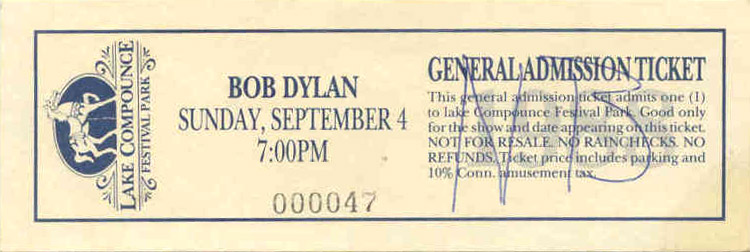 LAKE COMPOUNCE
FESTIVAL PARK
BOB DYLAN
SUNDAY, SEPTEMBER 4
7:00PM
000047
GENERAL ADMISSION TICKET
This general admission ticket admits one (1)
to lake Compounce Festival Park. Good only
for the show and date appearing on this ticket.
NOT FOR RESALE. NO RAINCHECKS. NO
REFUNDS. Ticket price includes parking and
10% Conn. amusement tax.